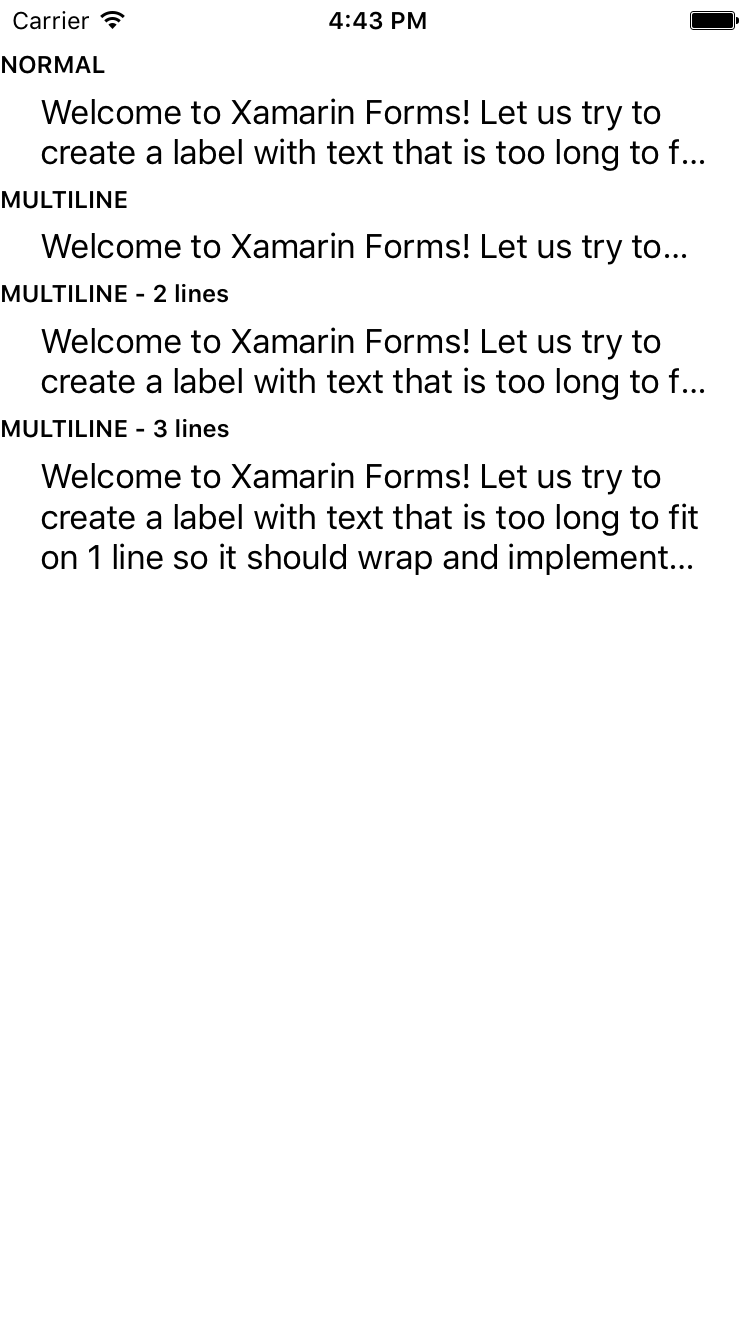 Carrier 4:43 PM
NORMAL
Welcome to Xamarin Forms! Let us try to
create a label with text that is too long to f...
MULTILINE
Welcome to Xamarin Forms! Let us try to...
MULTILINE - 2 lines
Welcome to Xamarin Forms! Let us try to
create a label with text that is too long to f...
MULTILINE - 3 lines
Welcome to Xamarin Forms! Let us try to
create a label with text that is too long to fit
on 1 line so it should wrap and implement...